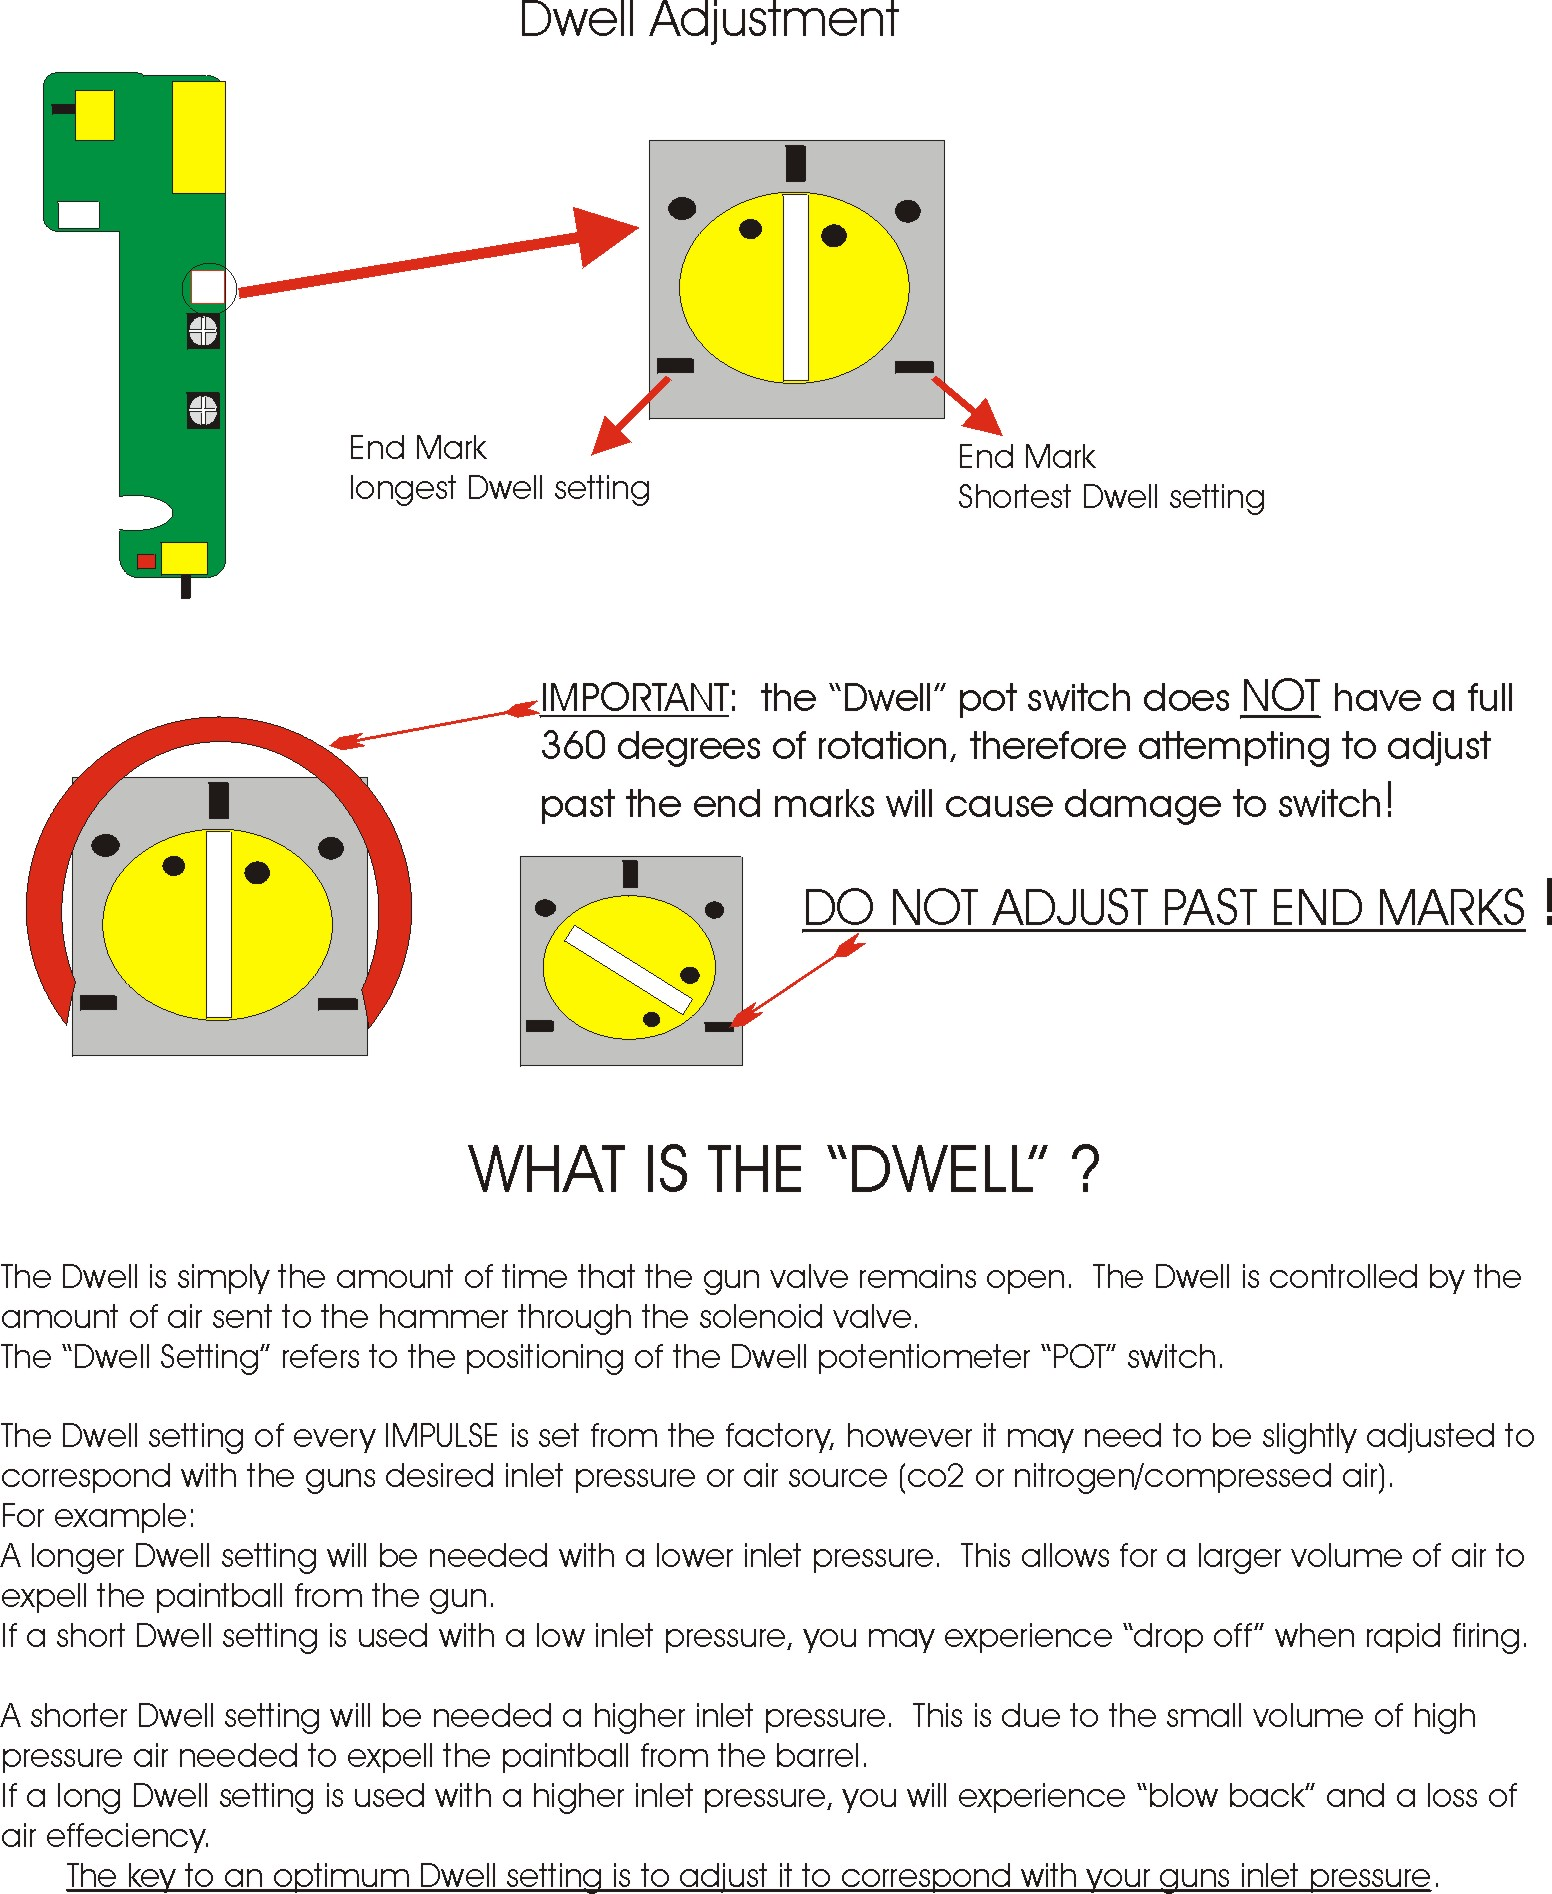 Dwell Adjustment
End Mark
longest Dwell setting
End Mark
Shortest Dwell setting
IMPORTANT:  the “Dwell” pot switch does NOT have a full
360 degrees of rotation, therefore attempting to adjust
past the end marks will cause damage to switch!
DO NOT ADJUST PAST END MARKS !
WHAT IS THE “DWELL” ?
The Dwell is simply the amount of time that the gun valve remains open.  The Dwell is controlled by the
amount of air sent to the hammer through the solenoid valve.
The “Dwell Setting” refers to the positioning of the Dwell potentiometer “POT” switch.
The Dwell setting of every IMPULSE is set from the factory, however it may need to be slightly adjusted to
correspond with the guns desired inlet pressure or air source (co2 or nitrogen/compressed air).
For example:
A longer Dwell setting will be needed with a lower inlet pressure.  This allows for a larger volume of air to
expell the paintball from the gun.
If a short Dwell setting is used with a low inlet pressure, you may experience “drop off” when rapid firing.
A shorter Dwell setting will be needed a higher inlet pressure.  This is due to the small volume of high
pressure air needed to expell the paintball from the barrel.
If a long Dwell setting is used with a higher inlet pressure, you will experience “blow back” and a loss of
air effeciency.
The key to an optimum Dwell setting is to adjust it to correspond with your guns inlet pressure.